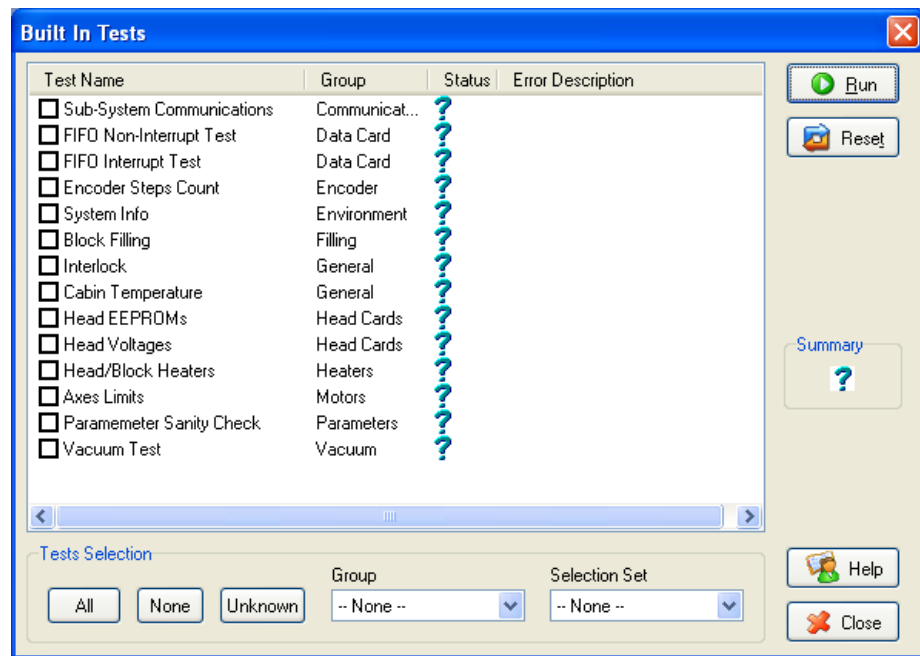 Built In Tests
Test Name Group Status Error Description
Sub-System Communications Communicat... ?
FIFO Non-Interrupt Test Data Card ?
FIFO Interrupt Test Data Card ?
Encoder Steps Count Encoder ?
System Info Environment ?
Block Filling Filling ?
Interlock General ?
Cabin Temperature General ?
Head EEPROMs Head Cards ?
Head Voltages Head Cards ?
Head/Block Heaters Heaters ?
Axes Limits Motors ?
Paramemeter Sanity Check Parameters ?
Vacuum Test Vacuum ?
Run
Reset
Summary
?
Tests Selection
All None Unknown
Group
-- None --
Selection Set
-- None --
Help
Close